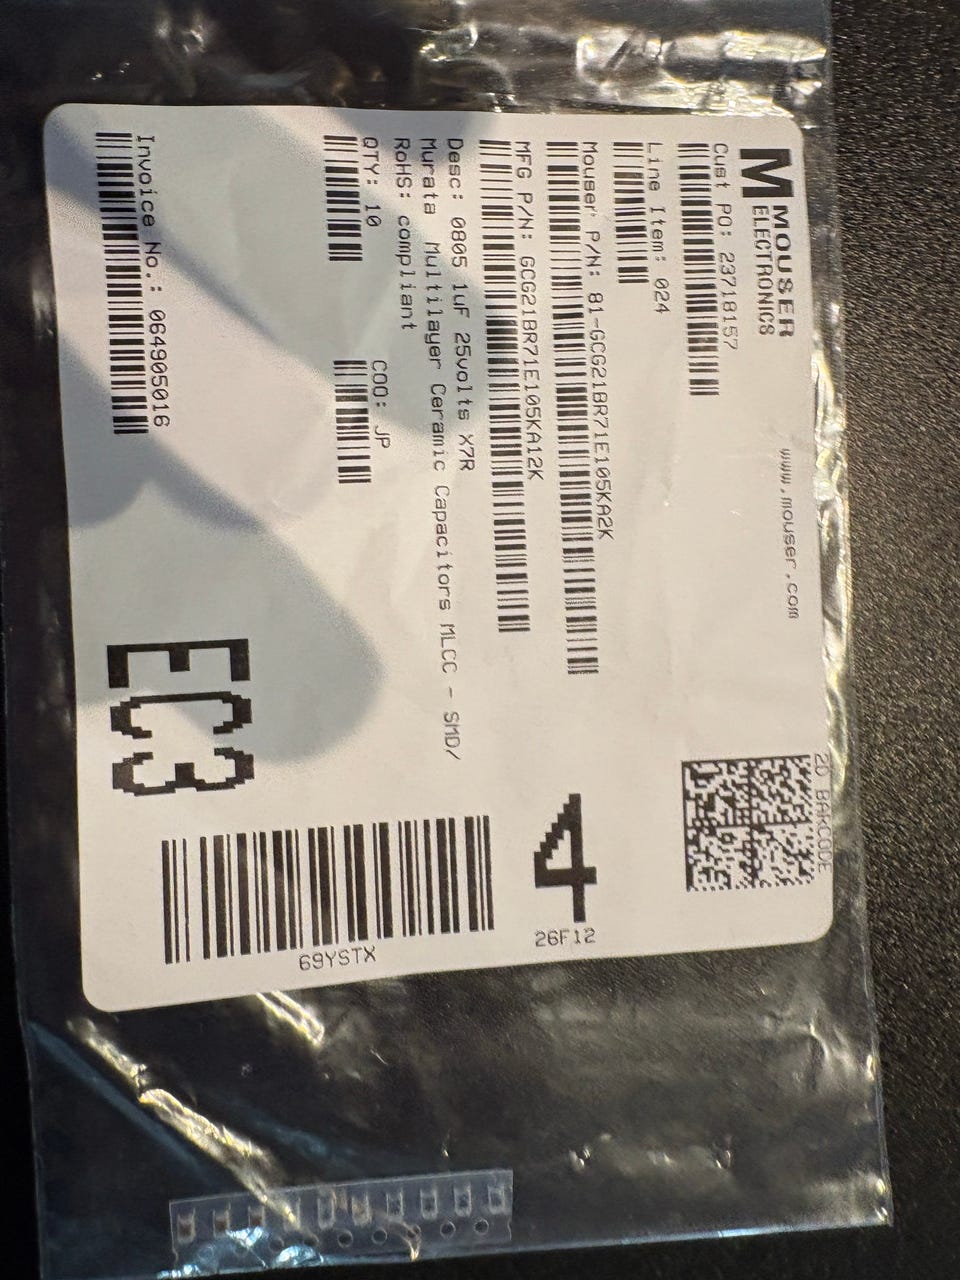 MOUSER
ELECTRONICS
www.mouser.com
2D BARCODE
Cust PO: 23718157
Line Item: 024
Mouser P/N: 81-GCG21BR71E105KA2K
MFG P/N: GCG21BR71E105KA12K
Desc: 0805 1uF 25volts X7R
Murata Multilayer Ceramic Capacitors MLCC - SMD/
RoHS: compliant
QTY: 10
COO: JP
Invoice No.: 064905016
4
26F12
EC3
69YSTX